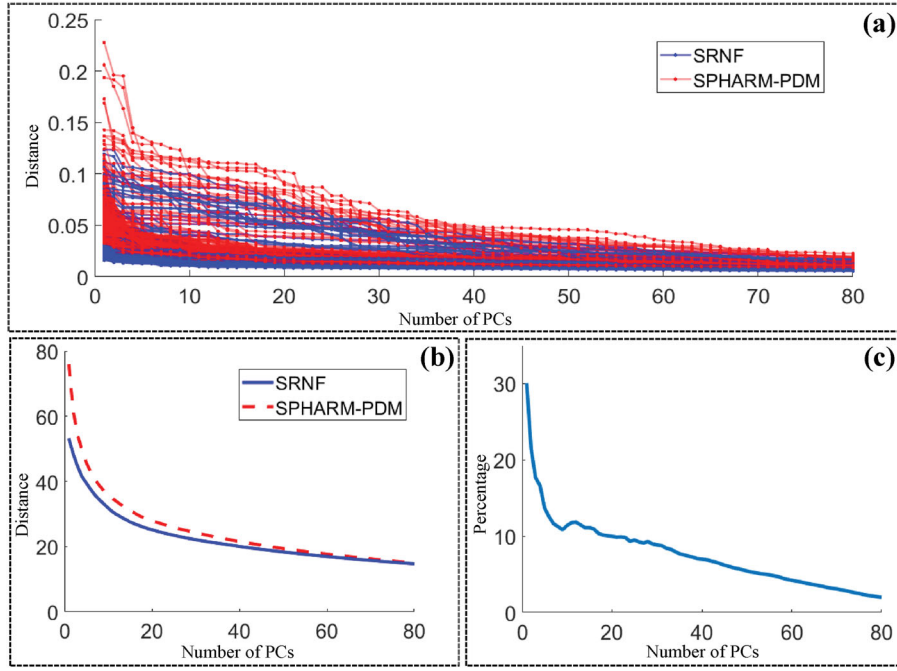 (a)
0.25
0.2
0.15
0.1
0.05
0
Distance
SRNF
SPHARM-PDM
0 10 20 30 40 50 60 70 80
Number of PCs
(b)
80
60
40
20
0
Distance
SRNF
SPHARM-PDM
0 20 40 60 80
Number of PCs
(c)
30
20
10
0
Percentage
0 20 40 60 80
Number of PCs